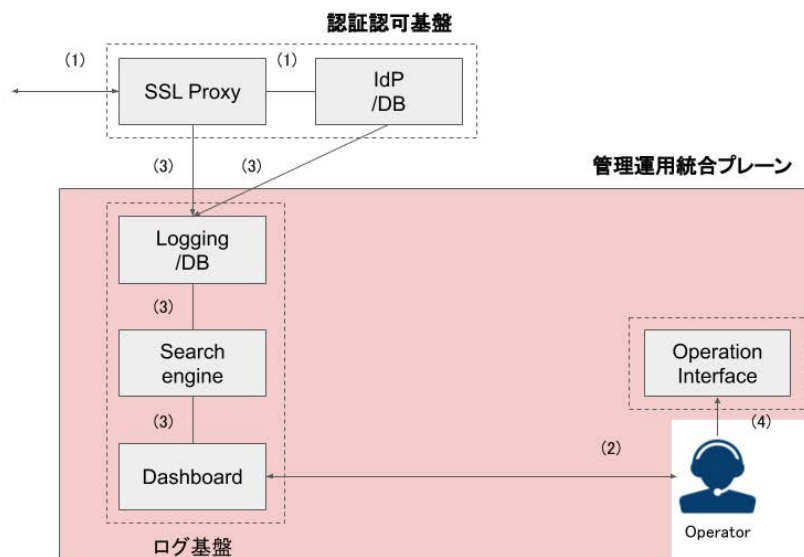 認証認可基盤
(1)
(1)
SSL Proxy
IdP
/DB
(3)
(3)
管理運用統合プレーン
Logging
/DB
(3)
Search
engine
Operation
Interface
(3)
(4)
(2)
Dashboard
Operator
ログ基盤